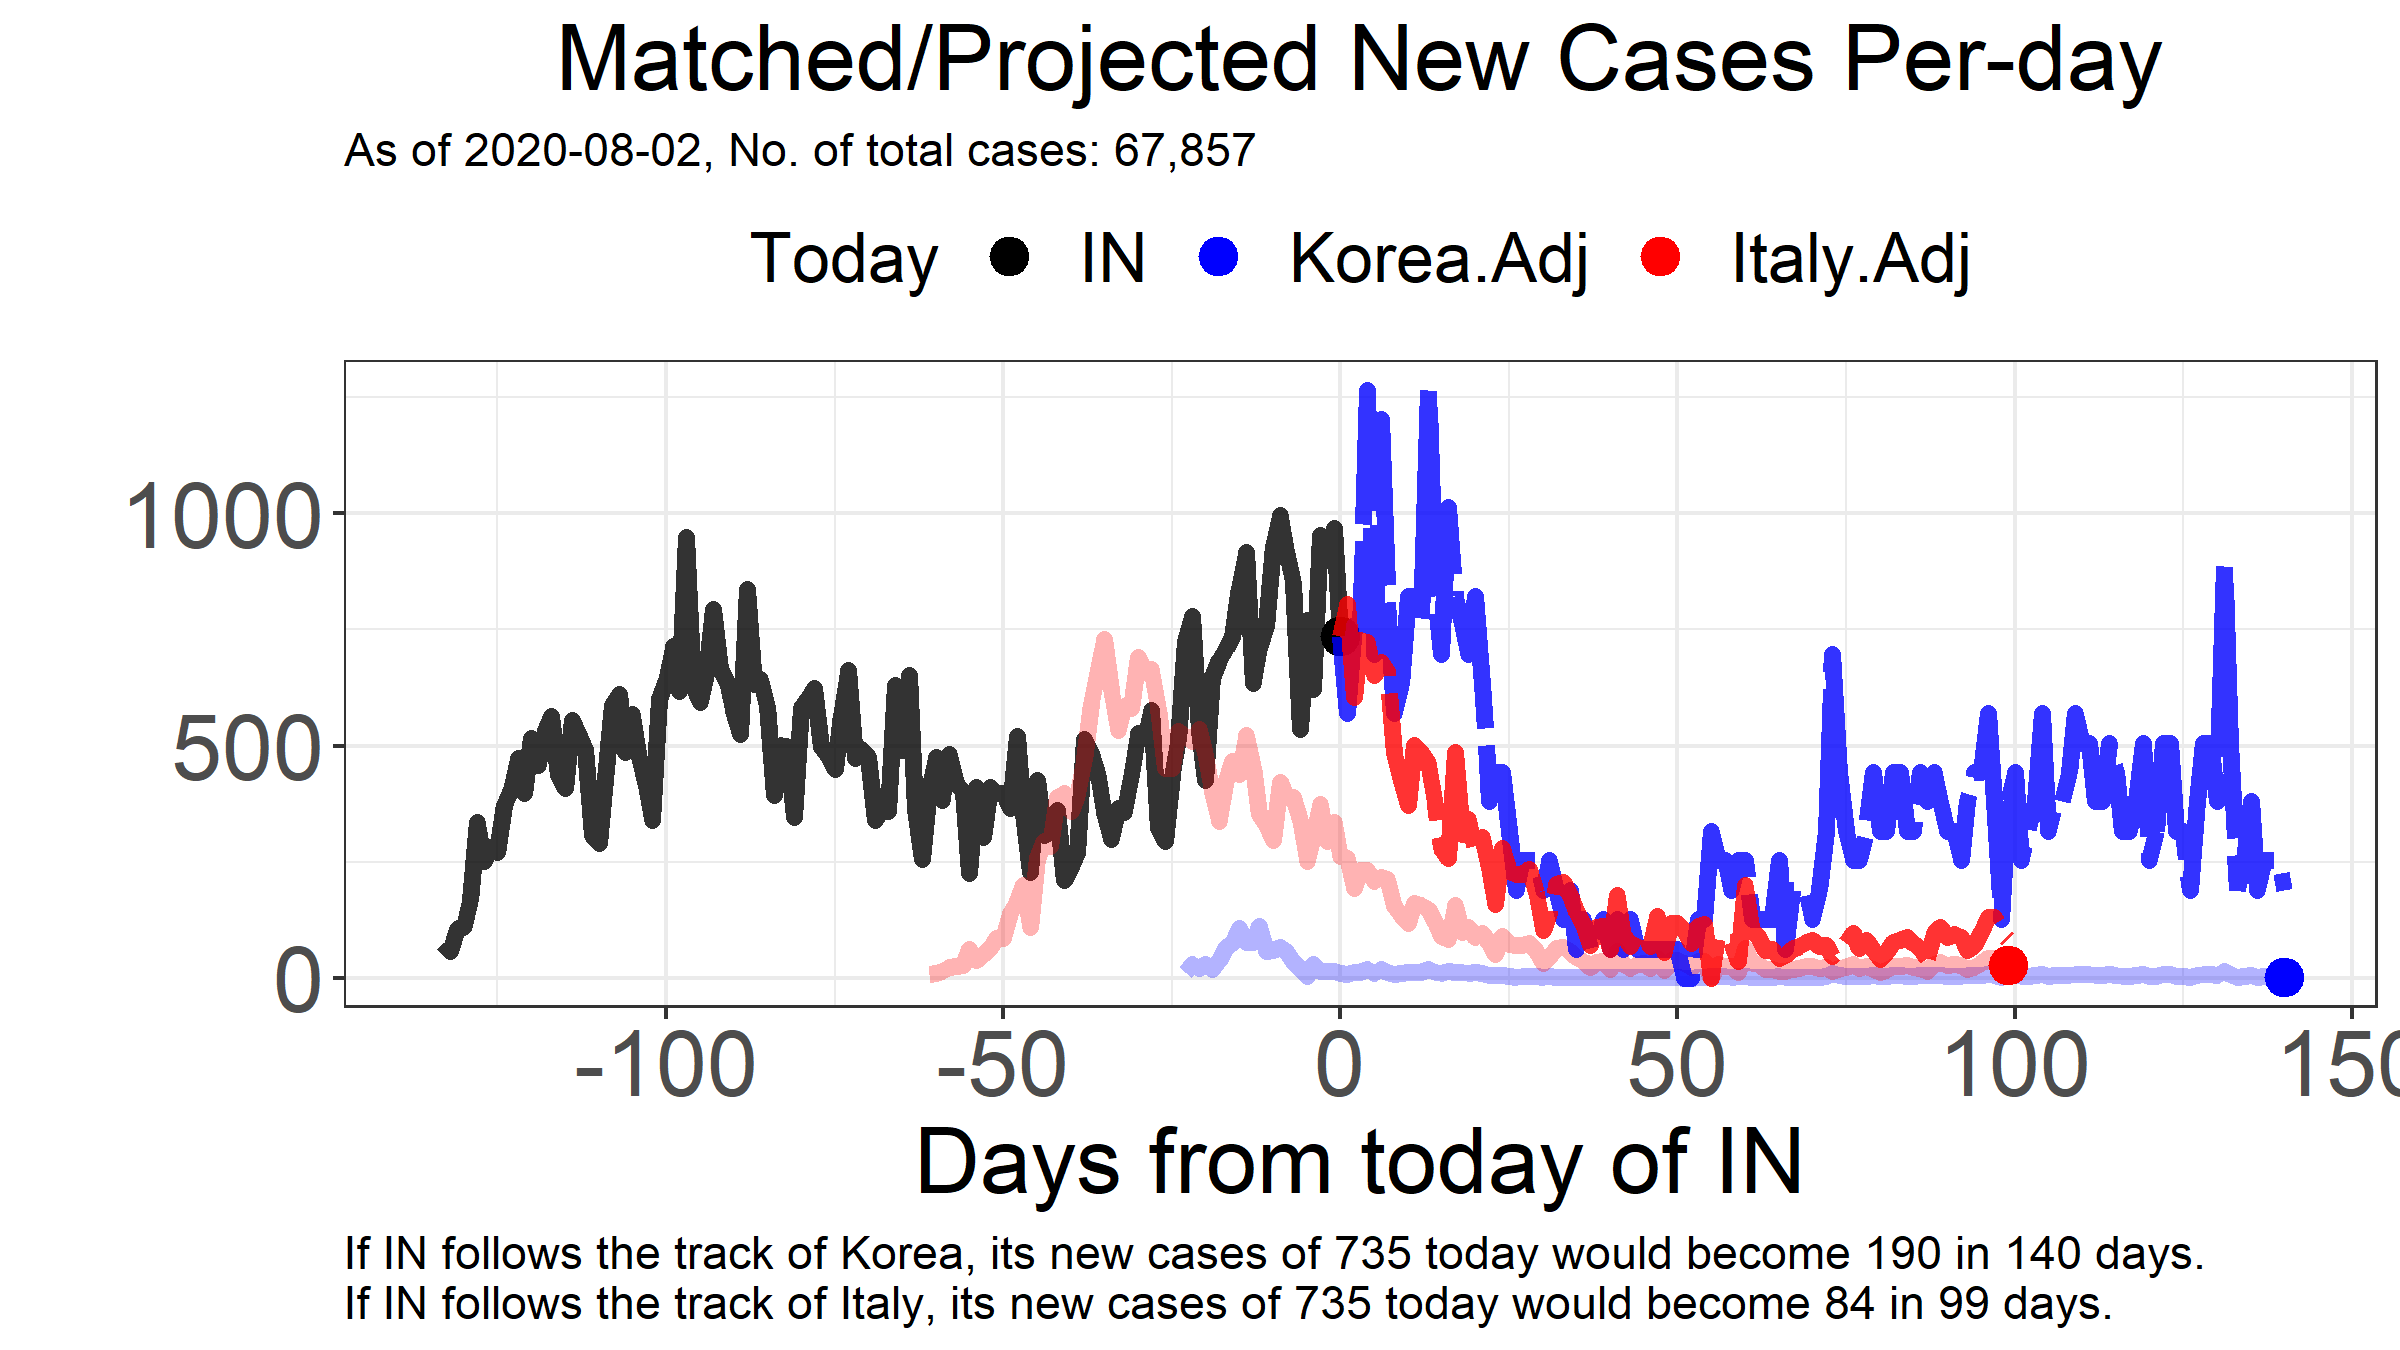 Matched/Projected New Cases Per-day
As of 2020-08-02, No. of total cases: 67,857
Today IN Korea.Adj Italy.Adj
1000
500
0
-100 -50 0 50 100 150
Days from today of IN
If IN follows the track of Korea, its new cases of 735 today would become 190 in 140 days.
If IN follows the track of Italy, its new cases of 735 today would become 84 in 99 days.